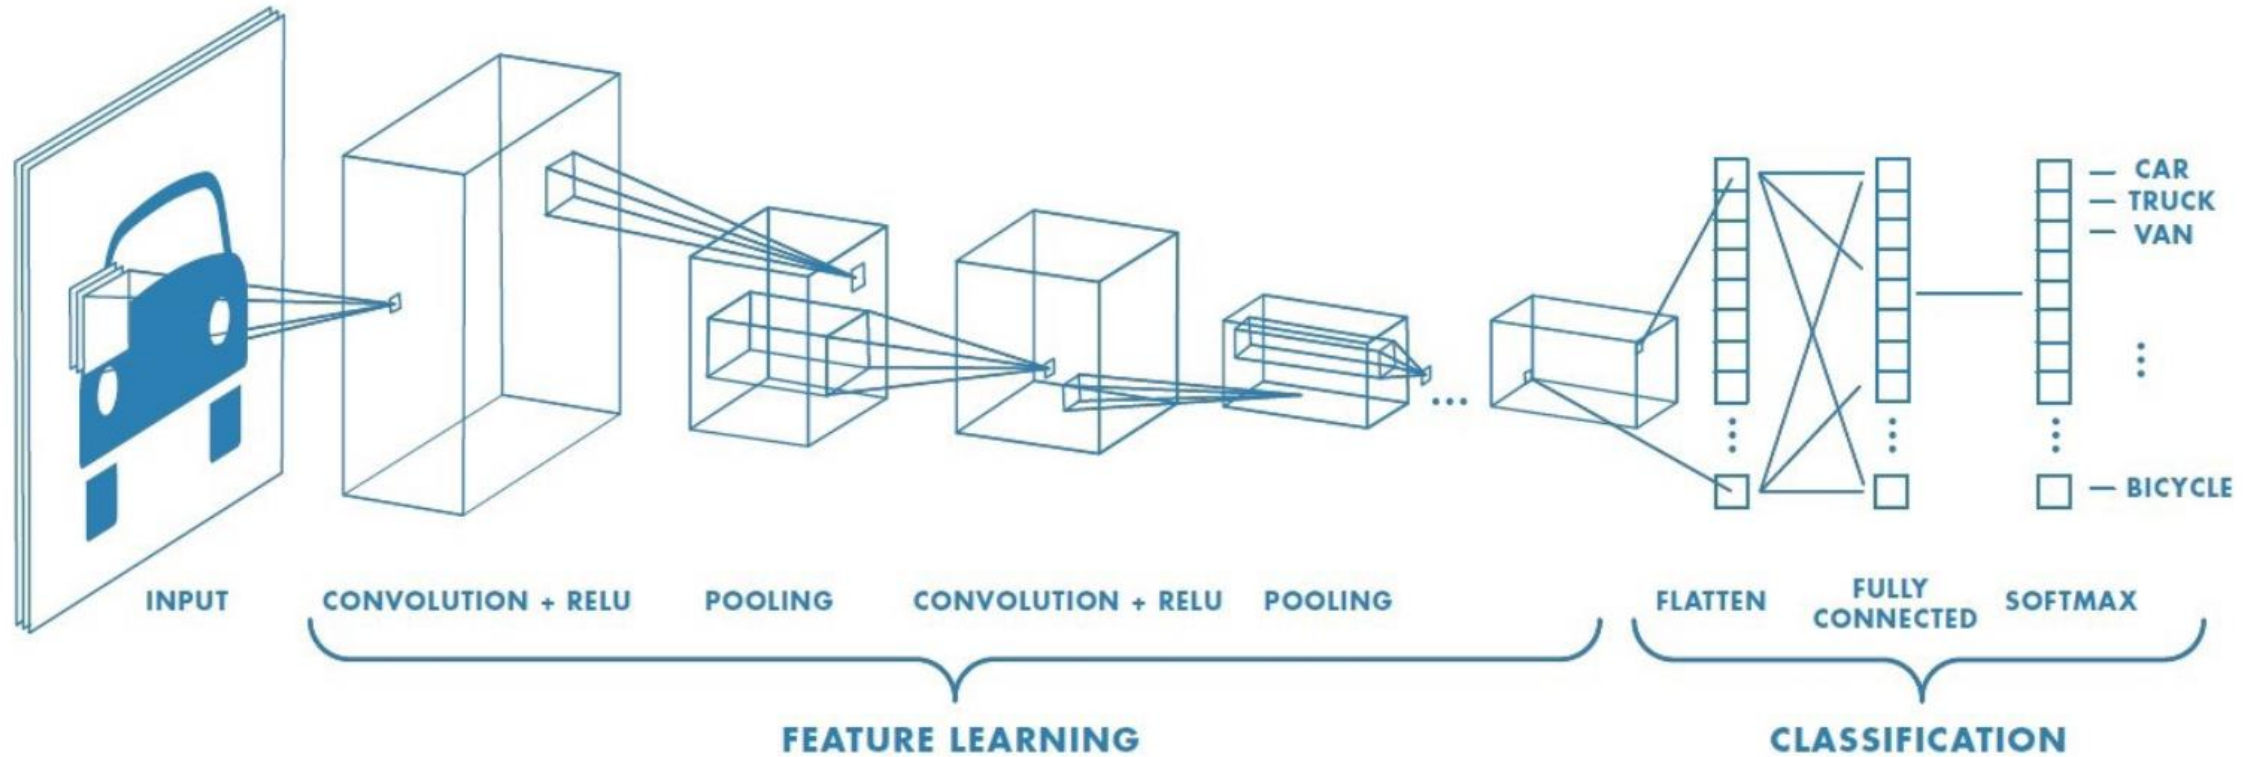 CAR
TRUCK
VAN
BICYCLE
INPUT
CONVOLUTION + RELU
POOLING
CONVOLUTION + RELU
POOLING
FLATTEN
FULLY
CONNECTED
SOFTMAX
FEATURE LEARNING
CLASSIFICATION